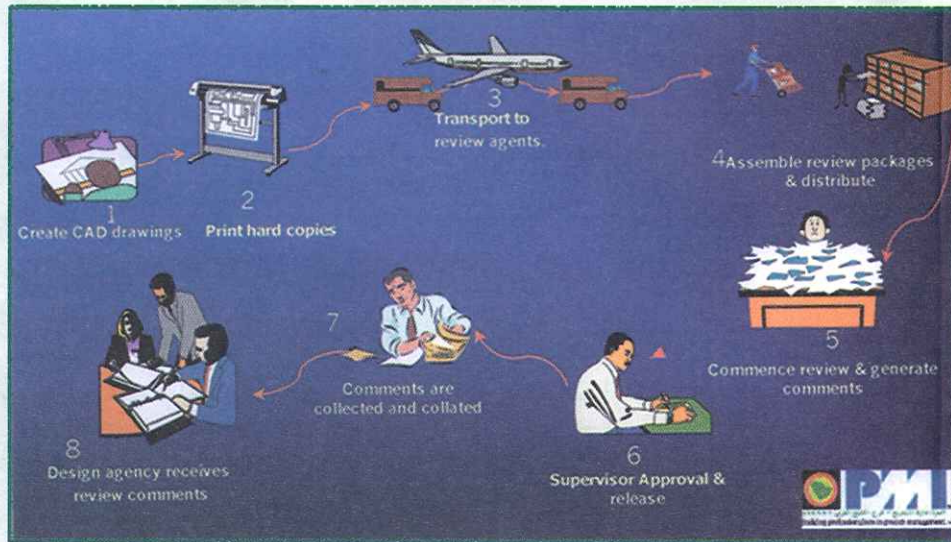 1
Create CAD drawings
2
Print hard copies
3
Transport to
review agents.
4 Assemble review packages
& distribute
5
Commence review & generate
comments
6
Supervisor Approval &
release
7
Comments are
collected and collated
8
Design agency receives
review comments
PMI